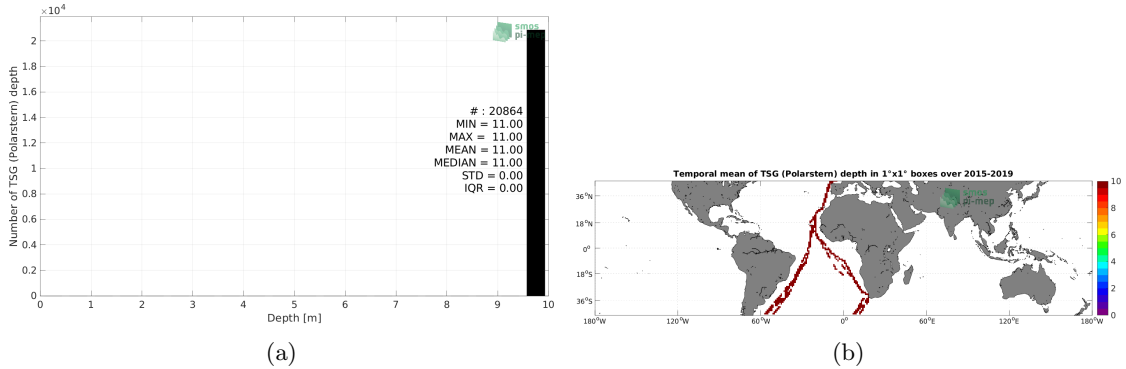 ×10⁴
2
1.8
1.6
1.4
1.2
1
0.8
0.6
0.4
0.2
0
Number of TSG (Polarstern) depth
smos
pi-mep
# : 20864
MIN = 11.00
MAX = 11.00
MEAN = 11.00
MEDIAN = 11.00
STD = 0.00
IQR = 0.00
0 1 2 3 4 5 6 7 8 9 10
Depth [m]
(a)
Temporal mean of TSG (Polarstern) depth in 1°x1° boxes over 2015-2019
smos
pi-mep
36°N
18°N
0°
18°S
36°S
180°W 120°W 60°W 0° 60°E 120°E 180°W
10
8
6
4
2
0
(b)